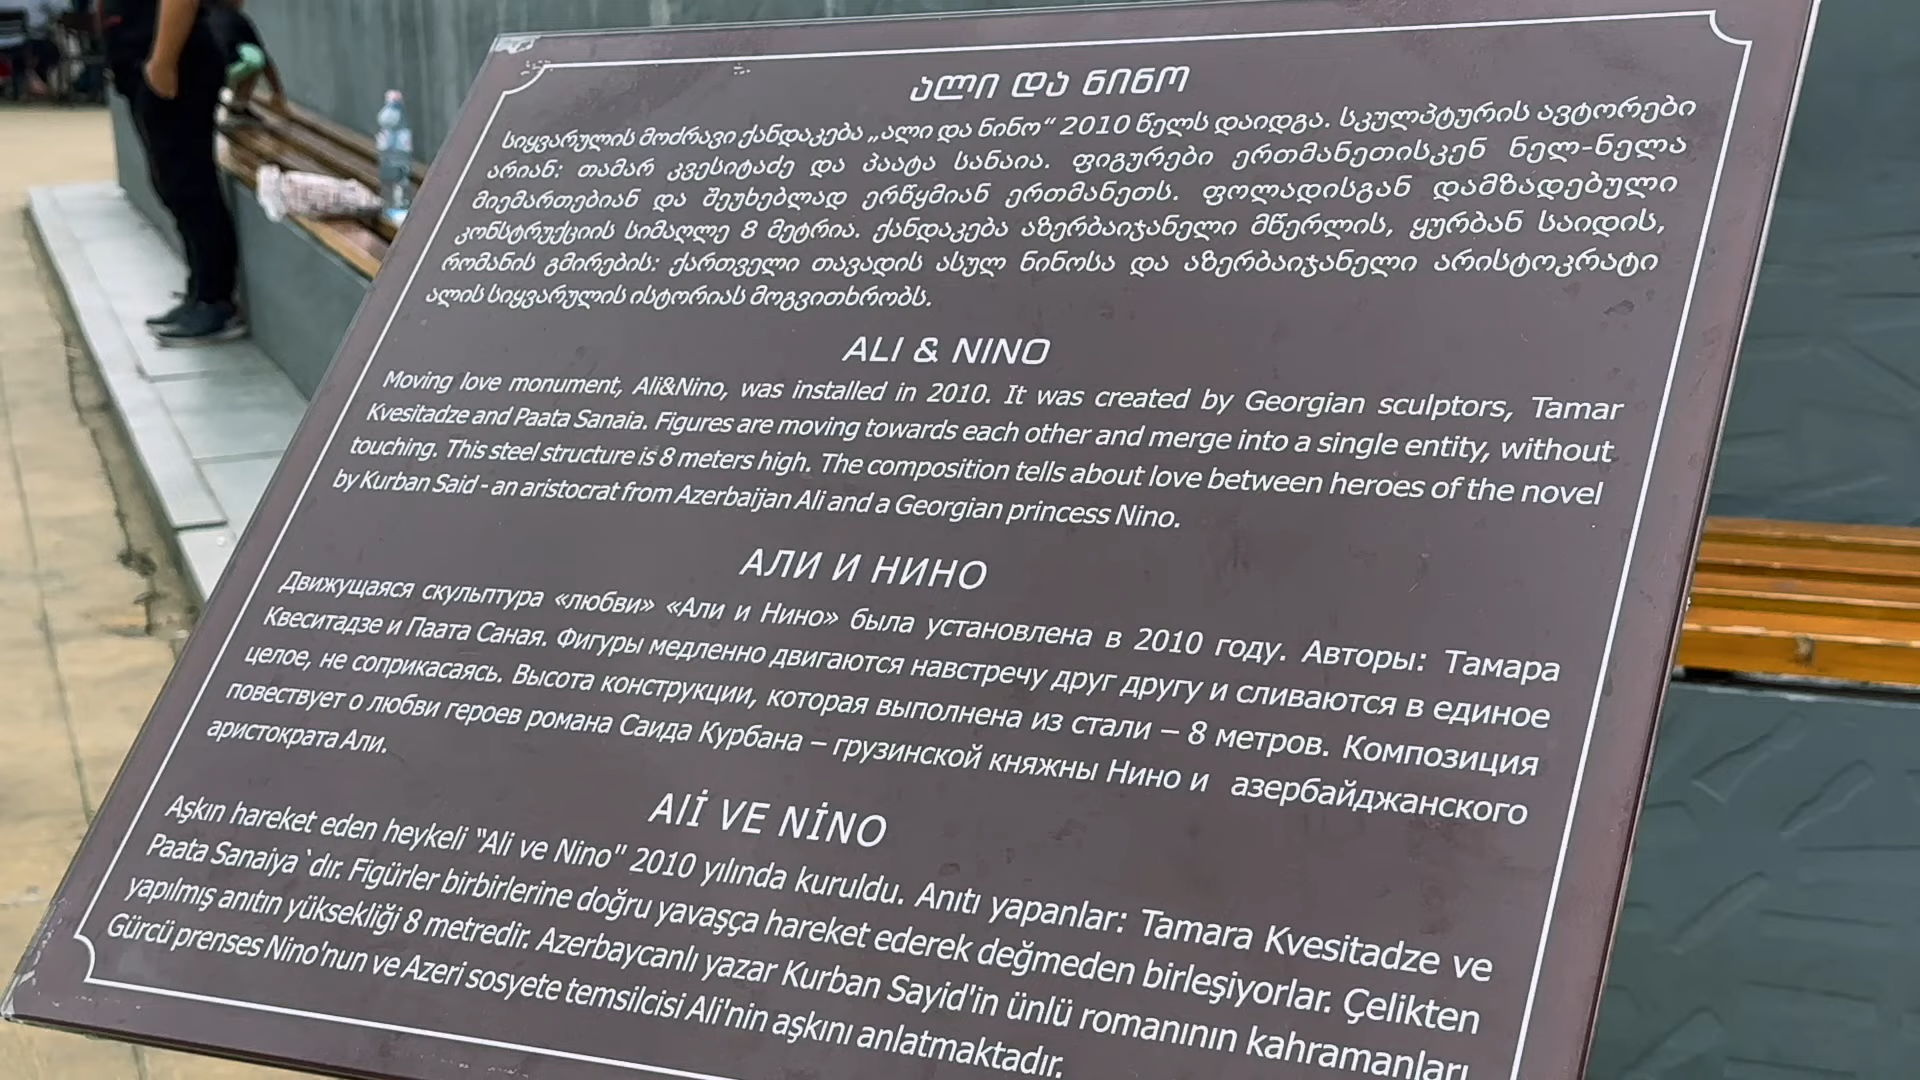 ალი და ნინო
სიყვარულის მოძრავი ქანდაკება „ალი და ნინო“ 2010 წელს დაიდგა. სკულპტურის ავტორები
არიან: თამარ კვესიტაძე და პაატა სანაია. ფიგურები ერთმანეთისკენ ნელ-ნელა
მიემართებიან და შეუხებლად ერწყმიან ერთმანეთს. ფოლადისგან დამზადებული
კონსტრუქციის სიმაღლე 8 მეტრია. ქანდაკება აზერბაიჯანელი მწერლის, ყურბან საიდის,
რომანის გმირების: ქართველი თავადის ასულ ნინოსა და აზერბაიჯანელი არისტოკრატი
ალის სიყვარულის ისტორიას მოგვითხრობს.
ALI & NINO
Moving love monument, Ali&Nino, was installed in 2010. It was created by Georgian sculptors, Tamar
Kvesitadze and Paata Sanaia. Figures are moving towards each other and merge into a single entity, without
touching. This steel structure is 8 meters high. The composition tells about love between heroes of the novel
by Kurban Said - an aristocrat from Azerbaijan Ali and a Georgian princess Nino.
АЛИ И НИНО
Движущаяся скульптура «любви» «Али и Нино» была установлена в 2010 году. Авторы: Тамара
Квеситадзе и Паата Саная. Фигуры медленно двигаются навстречу друг другу и сливаются в единое
целое, не соприкасаясь. Высота конструкции, которая выполнена из стали – 8 метров. Композиция
повествует о любви героев романа Саида Курбана – грузинской княжны Нино и азербайджанского
аристократа Али.
Alİ VE NİNO
Aşkın hareket eden heykeli "Ali ve Nino" 2010 yılında kuruldu. Anıtı yapanlar: Tamara Kvesitadze ve
Paata Sanaiya`dır. Figürler birbirlerine doğru yavaşça hareket ederek değmeden birleşiyorlar. Çelikten
yapılmış anıtın yüksekliği 8 metredir. Azerbaycanlı yazar Kurban Sayid'in ünlü romanının kahramanları
Gürcü prenses Nino'nun ve Azeri sosyete temsilcisi Ali'nin aşkını anlatmaktadır.